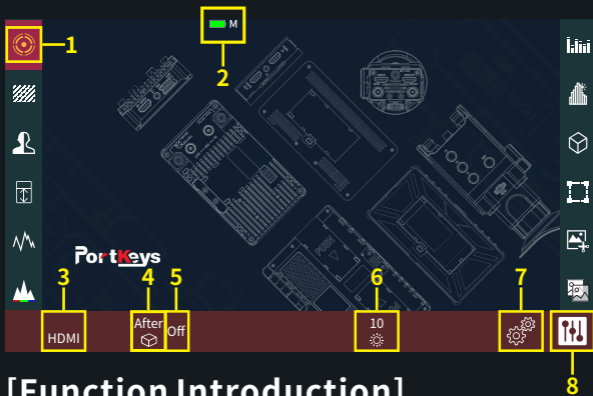 M
1
2
PortKeys
3
4
5
6
7
HDMI
After
Off
10
8
[Function Introduction]